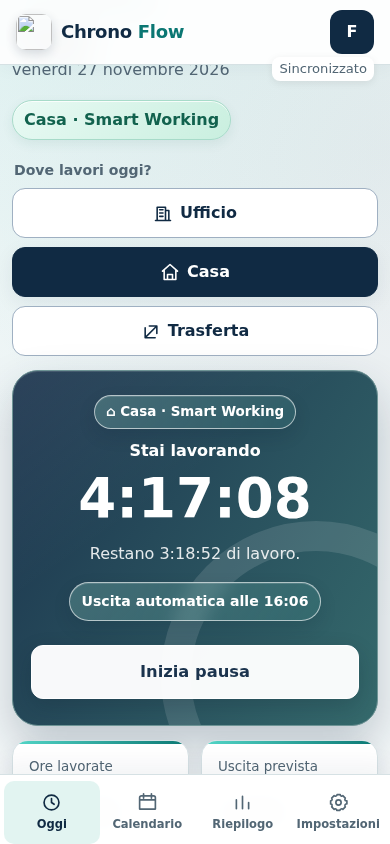 Chrono Flow
F
venerdì 27 novembre 2026
Sincronizzato
Casa · Smart Working
Dove lavori oggi?
Ufficio
Casa
Trasferta
⌂ Casa · Smart Working
Stai lavorando
4:17:08
Restano 3:18:52 di lavoro.
Uscita automatica alle 16:06
Inizia pausa
Ore lavorate
Uscita prevista
Oggi
Calendario
Riepilogo
Impostazioni